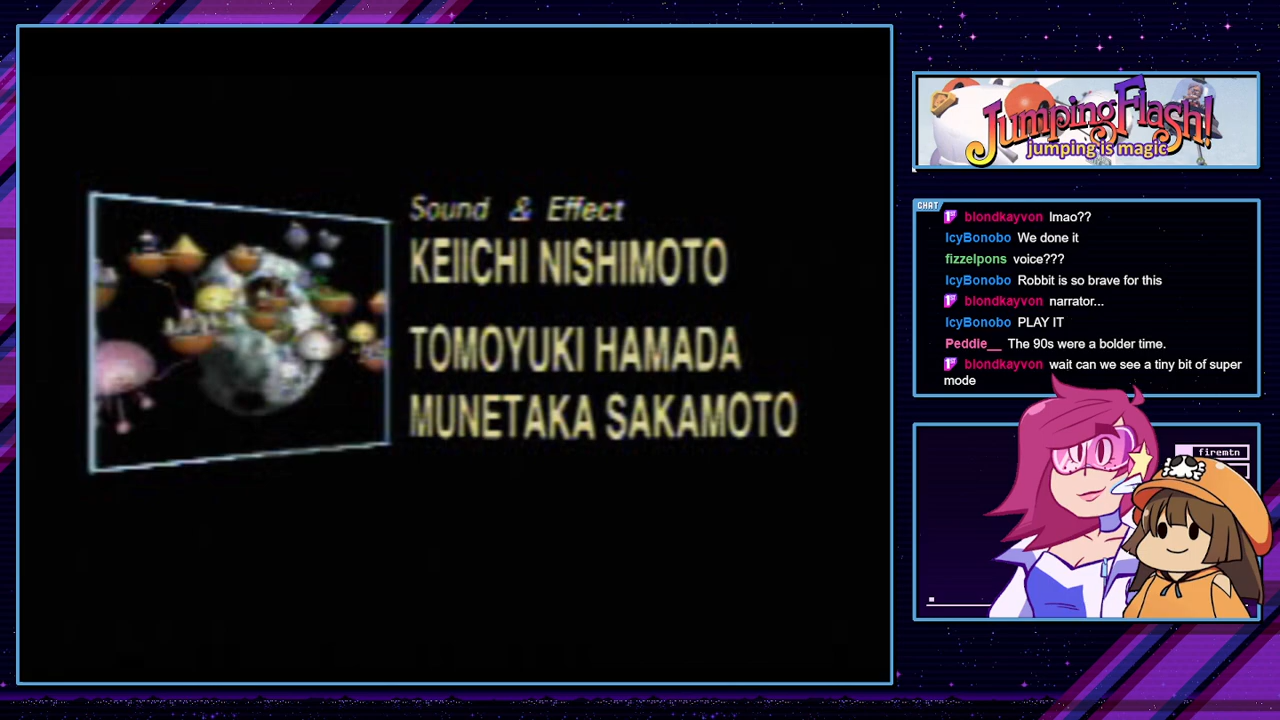 Sound & Effect
KEIICHI NISHIMOTO
TOMOYUKI HAMADA
MUNETAKA SAKAMOTO
Jumping Flash!
jumping is magic
CHAT
blondkayvon lmao??
IcyBonobo We done it
fizzelpons voice???
IcyBonobo Robbit is so brave for this
blondkayvon narrator...
IcyBonobo PLAY IT
Peddie__ The 90s were a bolder time.
blondkayvon wait can we see a tiny bit of super
mode
firemtn